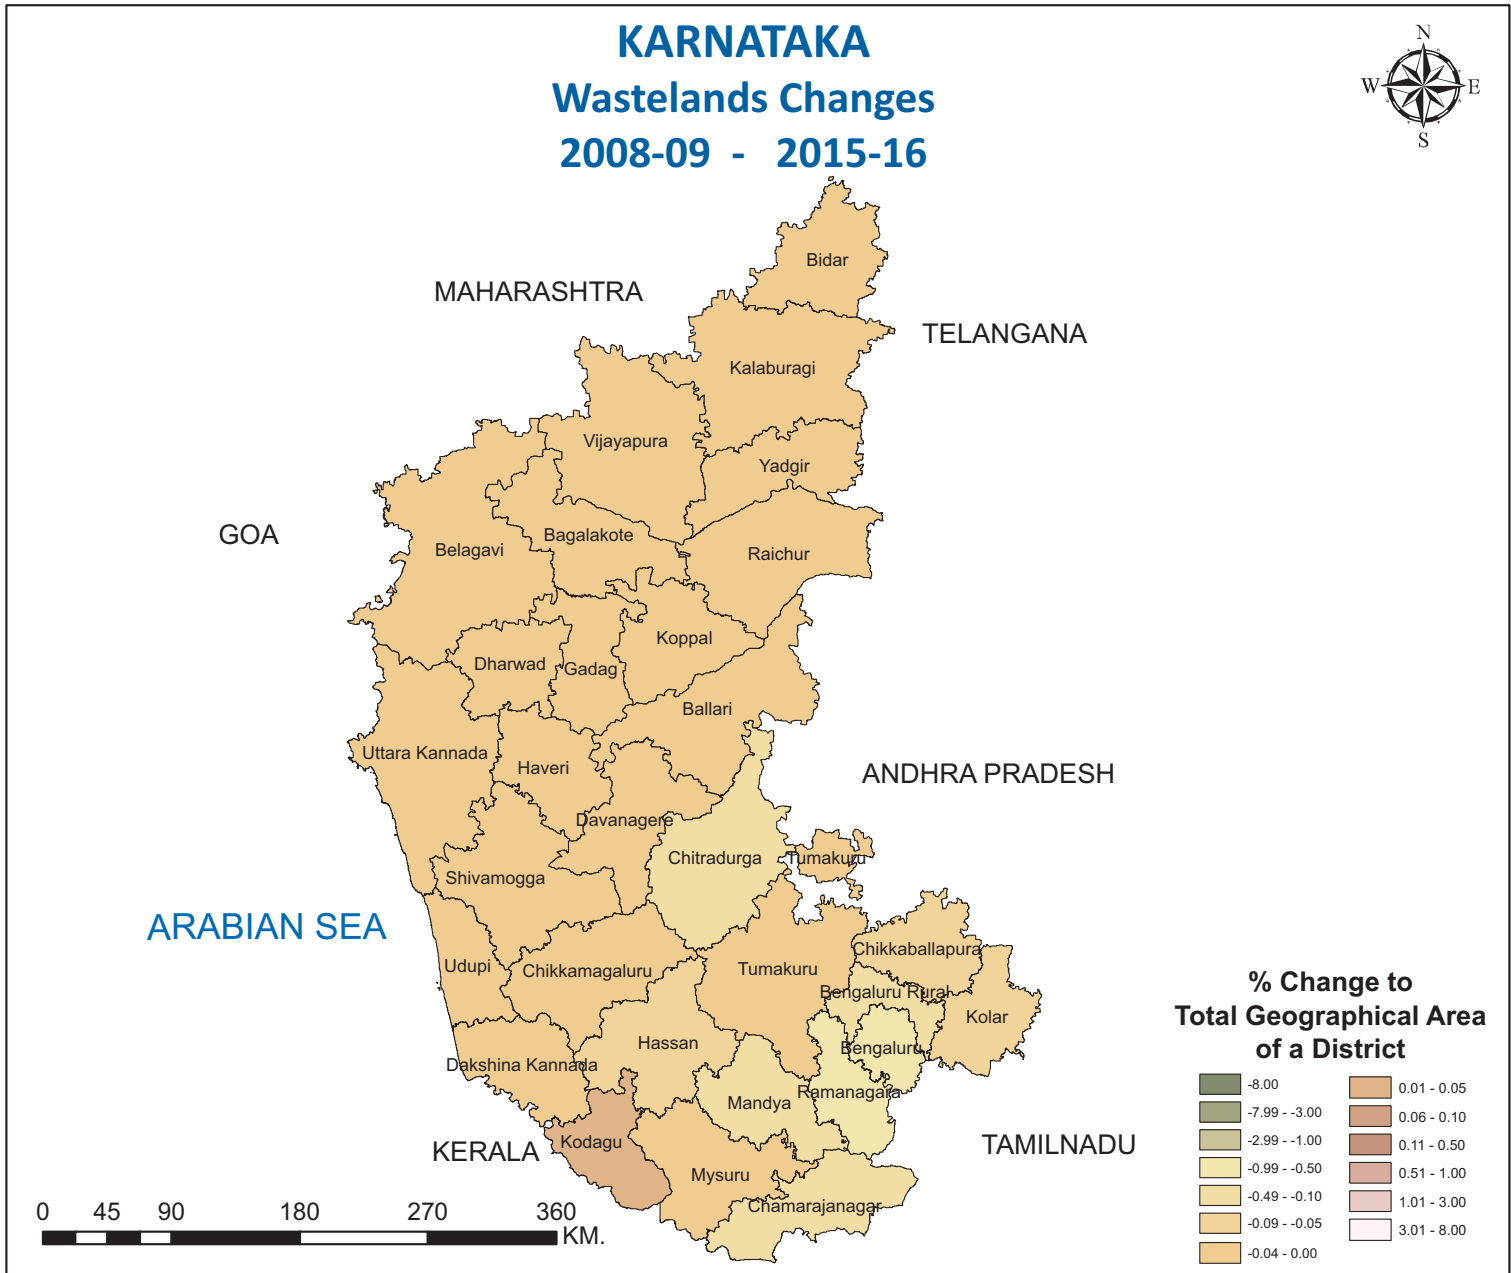 KARNATAKA
Wastelands Changes
2008-09 - 2015-16
N
W E
S
Bidar
MAHARASHTRA
TELANGANA
Kalaburagi
Vijayapura
Yadgir
GOA
Bagalakote
Belagavi
Raichur
Koppal
Dharwad
Gadag
Ballari
Uttara Kannada
Haveri
ANDHRA PRADESH
Davanagere
Chitradurga
Tumakuru
Shivamogga
ARABIAN SEA
Chikkaballapura
Udupi
Chikkamagaluru
Tumakuru
Bengaluru Rural
Kolar
Hassan
Bengaluru
Dakshina Kannada
Ramanagara
Mandya
Kodagu
KERALA
TAMILNADU
Mysuru
Chamarajanagar
0 45 90 180 270 360
KM.
% Change to
Total Geographical Area
of a District
-8.00
-7.99 - -3.00
-2.99 - -1.00
-0.99 - -0.50
-0.49 - -0.10
-0.09 - -0.05
-0.04 - 0.00
0.01 - 0.05
0.06 - 0.10
0.11 - 0.50
0.51 - 1.00
1.01 - 3.00
3.01 - 8.00